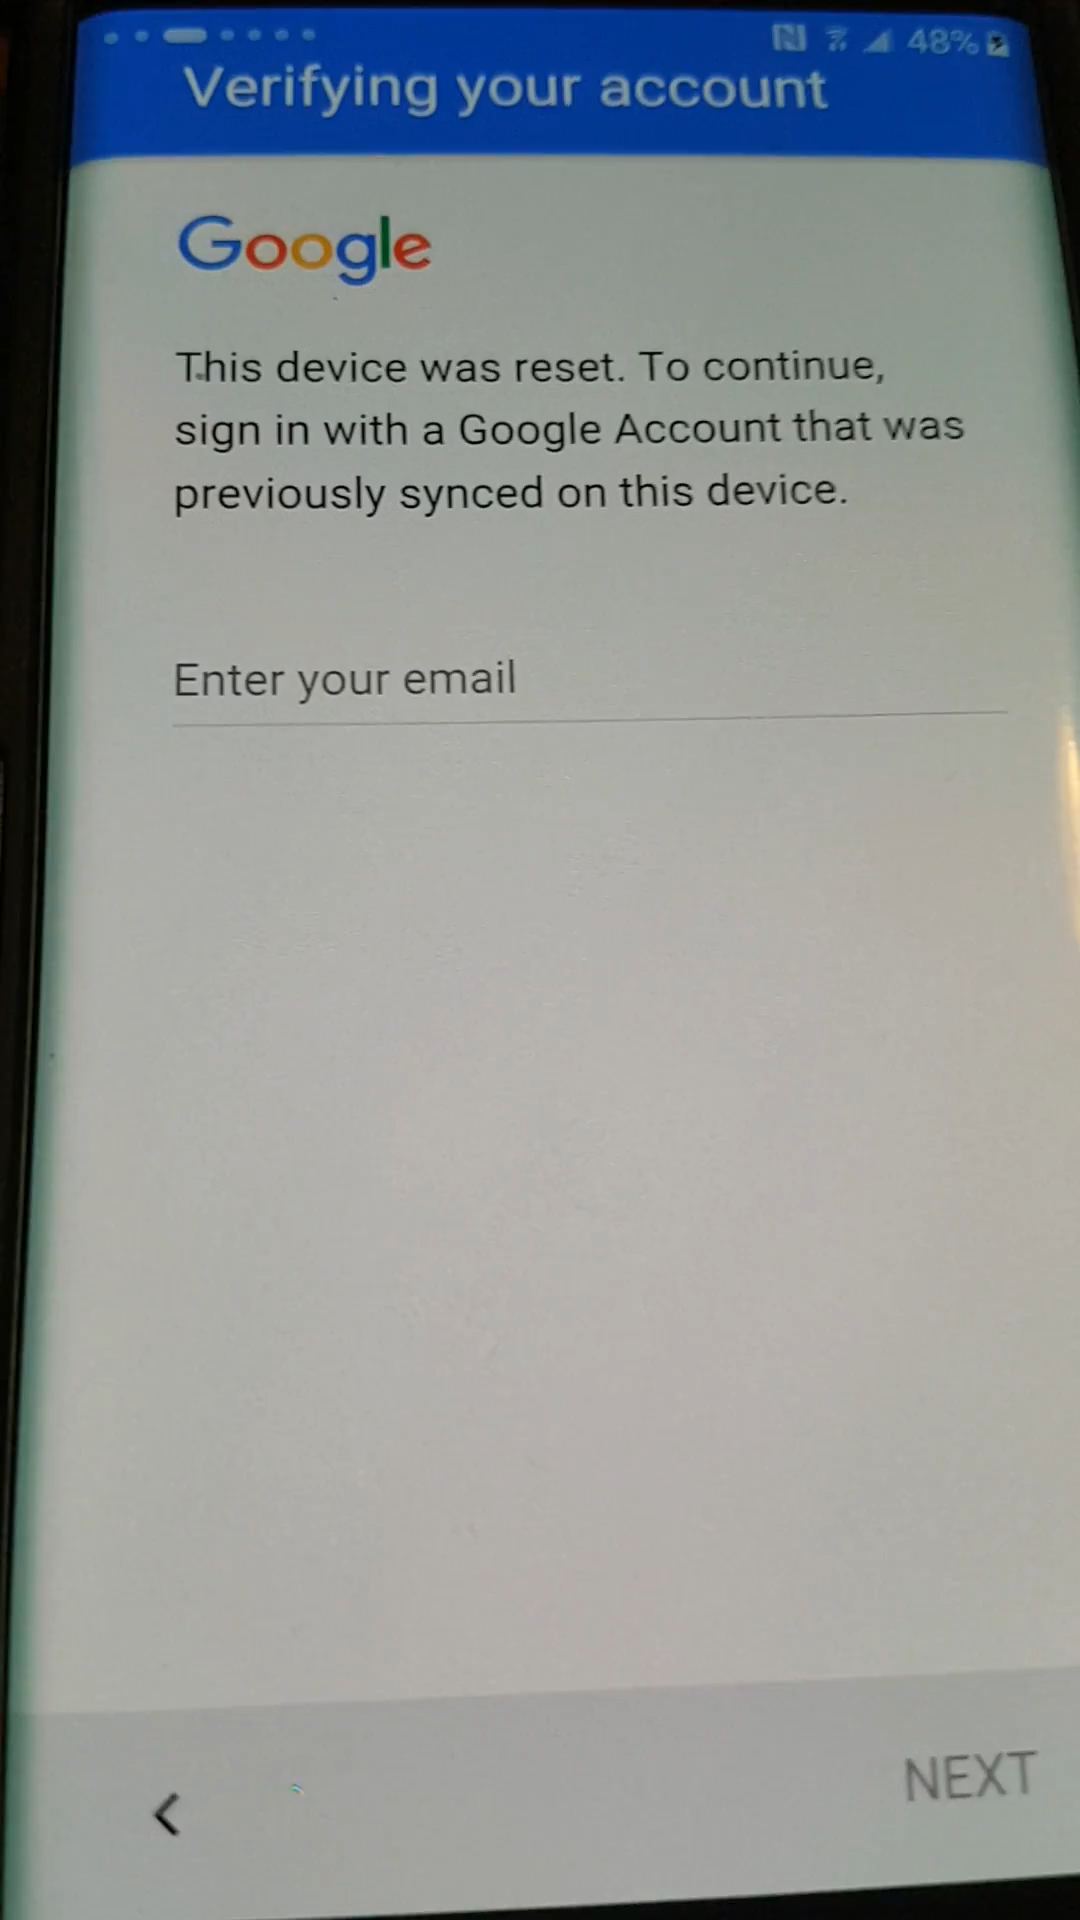 48%
Verifying your account
Google
This device was reset. To continue,
sign in with a Google Account that was
previously synced on this device.
Enter your email
NEXT